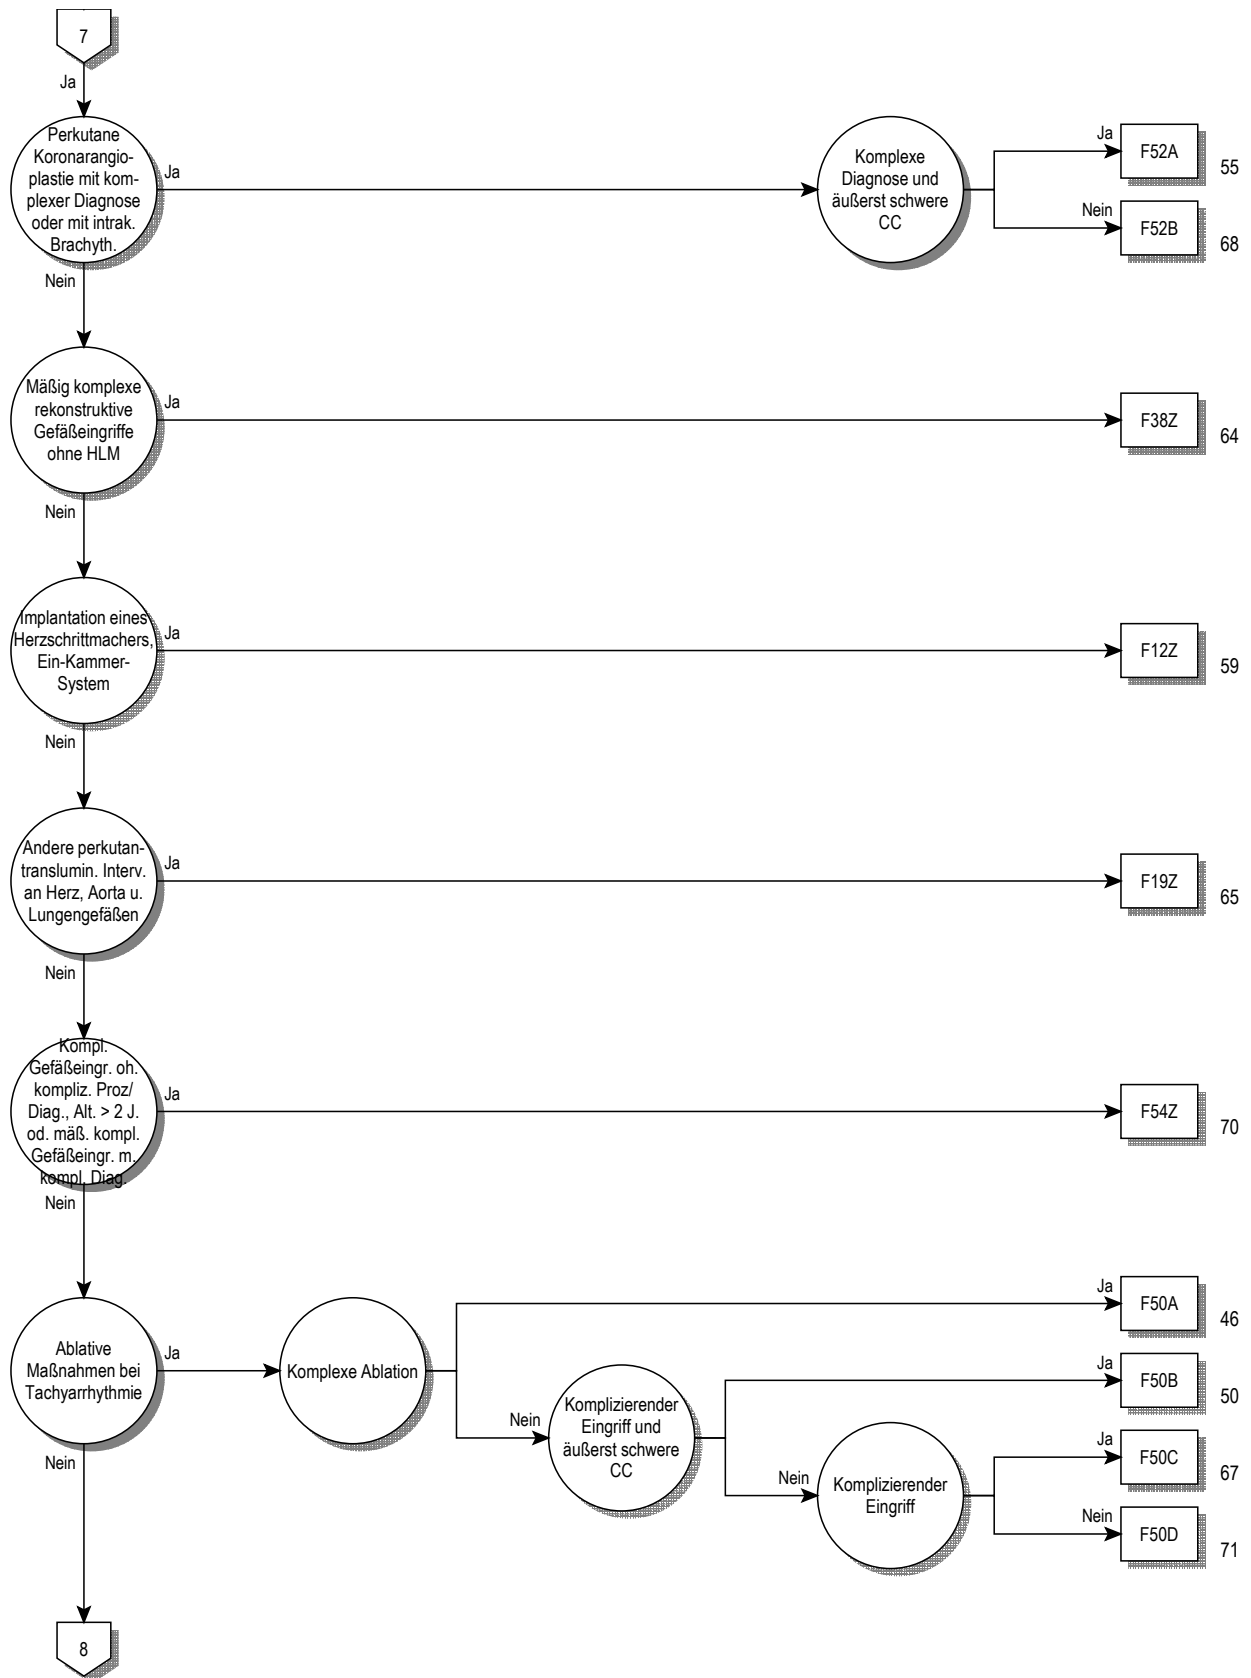 7
Ja
Perkutane
Koronarangio-
plastie mit kom-
plexer Diagnose
oder mit intrak.
Brachyth.
Ja
Komplexe
Diagnose und
äußerst schwere
CC
Ja
F52A
55
Nein
F52B
68
Nein
Mäßig komplexe
rekonstruktive
Gefäßeingriffe
ohne HLM
Ja
F38Z
64
Nein
Implantation eines
Herzschrittmachers,
Ein-Kammer-
System
Ja
F12Z
59
Nein
Andere perkutan-
translumin. Interv.
an Herz, Aorta u.
Lungengefäßen
Ja
F19Z
65
Nein
Kompl.
Gefäßeingr. oh.
kompliz. Proz/
Diag., Alt. > 2 J.
od. mäß. kompl.
Gefäßeingr. m.
kompl. Diag.
Ja
F54Z
70
Nein
Ablative
Maßnahmen bei
Tachyarrhythmie
Ja
Komplexe Ablation
Ja
F50A
46
Nein
Komplizierender
Eingriff und
äußerst schwere
CC
Ja
F50B
50
Nein
Komplizierender
Eingriff
Ja
F50C
67
Nein
F50D
71
Nein
8